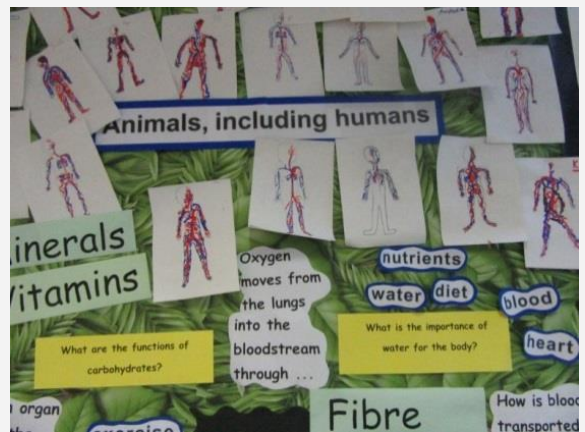 Animals, including humans
inerals
Vitamins
Oxygen
moves from
the lungs
into the
bloodstream
through ...
nutrients
water
diet
blood
heart
What are the functions of
carbohydrates?
What is the importance of
water for the body?
organ
Fibre
How is blood
transported
exercise